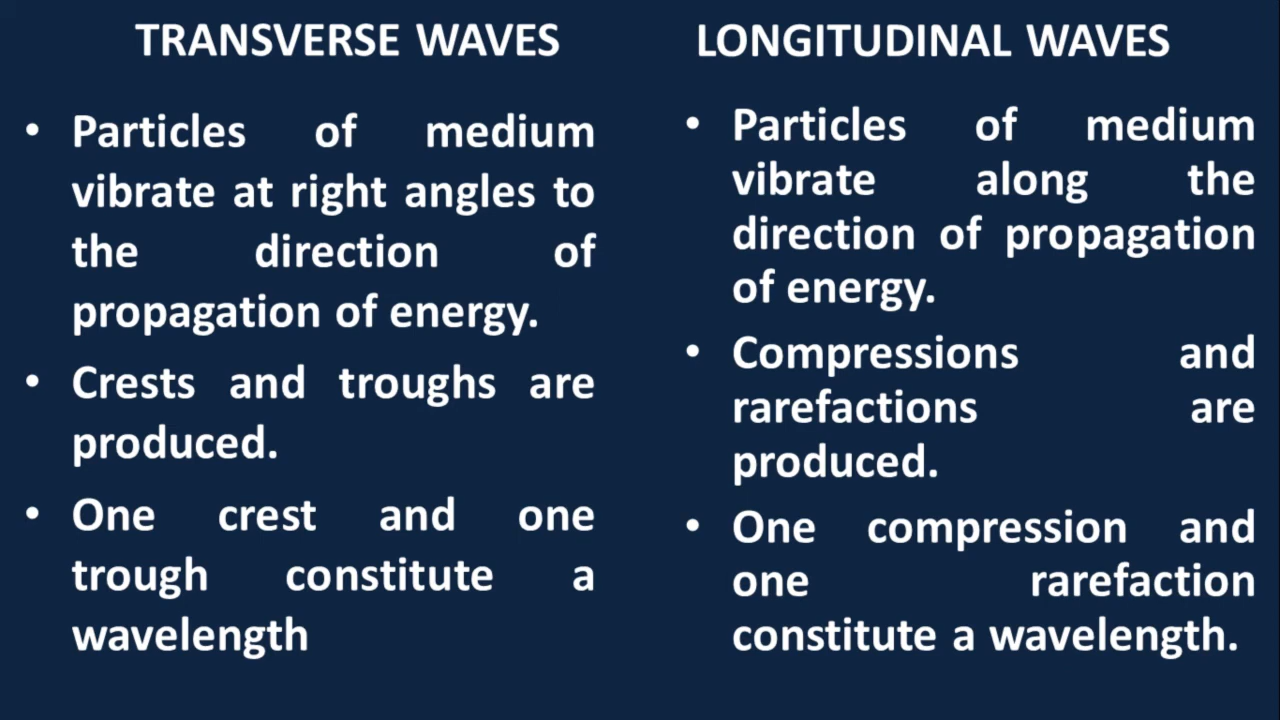 TRANSVERSE WAVES
• Particles of medium
vibrate at right angles to
the direction of
propagation of energy.
• Crests and troughs are
produced.
• One crest and one
trough constitute a
wavelength
LONGITUDINAL WAVES
• Particles of medium
vibrate along the
direction of propagation
of energy.
• Compressions and
rarefactions are
produced.
• One compression and
one rarefaction
constitute a wavelength.